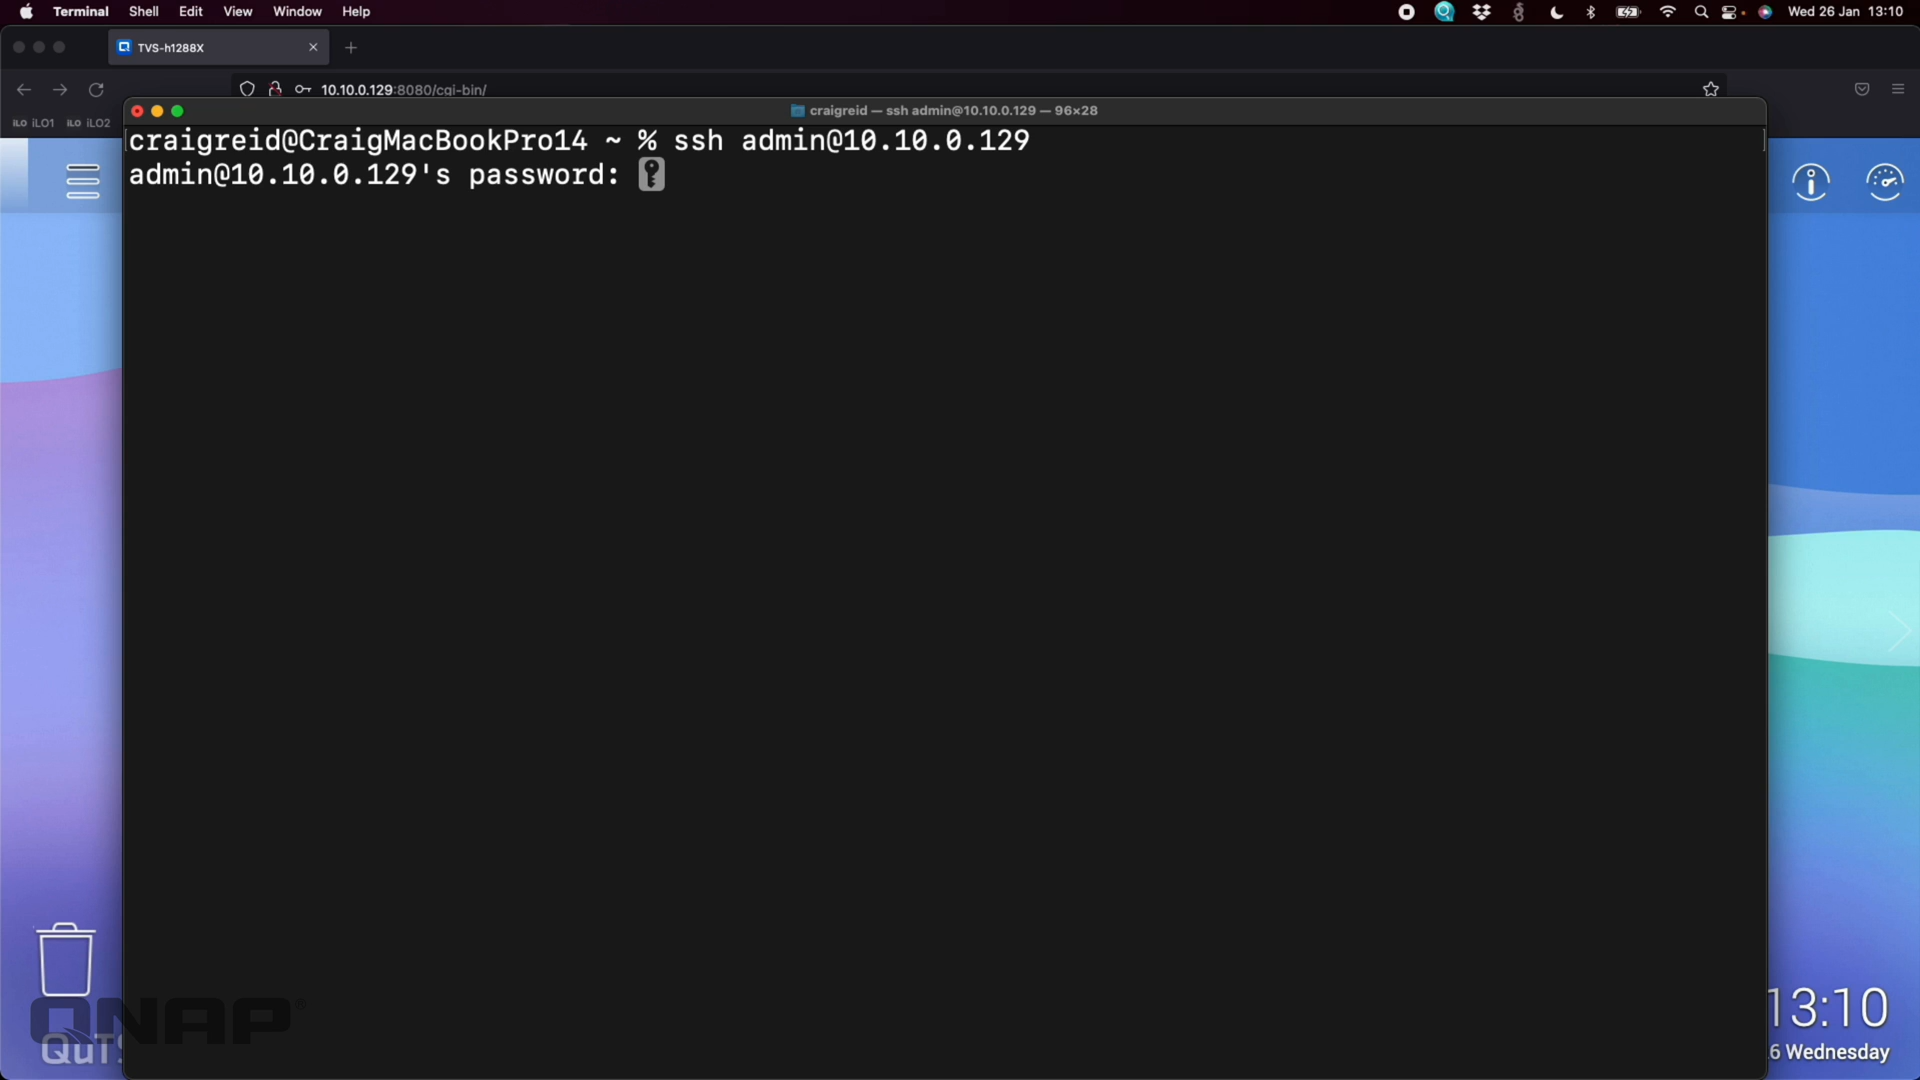 Terminal Shell Edit View Window Help Wed 26 Jan 13:10
TVS-h1288X
10.10.0.129:8080/cgi-bin/
iLO iLO1 iLO iLO2
craigreid — ssh admin@10.10.0.129 — 96×28
craigreid@CraigMacBookPro14 ~ % ssh admin@10.10.0.129
admin@10.10.0.129's password:
QNAP
QuTS
13:10
6 Wednesday